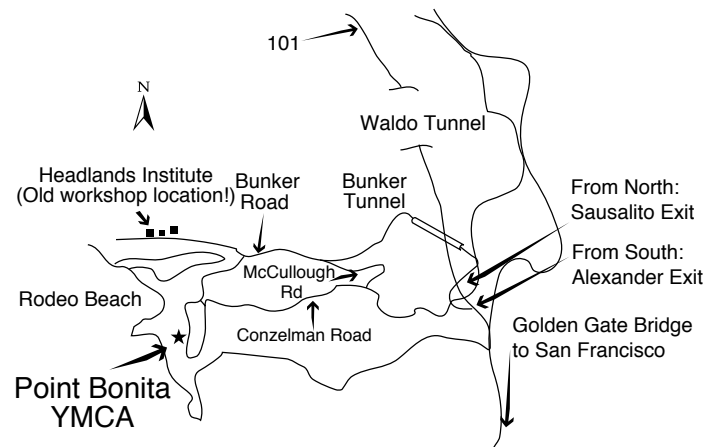 101
N
Waldo Tunnel
Headlands Institute
(Old workshop location!)
Bunker
Road
Bunker
Tunnel
From North:
Sausalito Exit
McCullough
Rd
From South:
Alexander Exit
Rodeo Beach
Conzelman Road
Golden Gate Bridge
to San Francisco
Point Bonita
YMCA